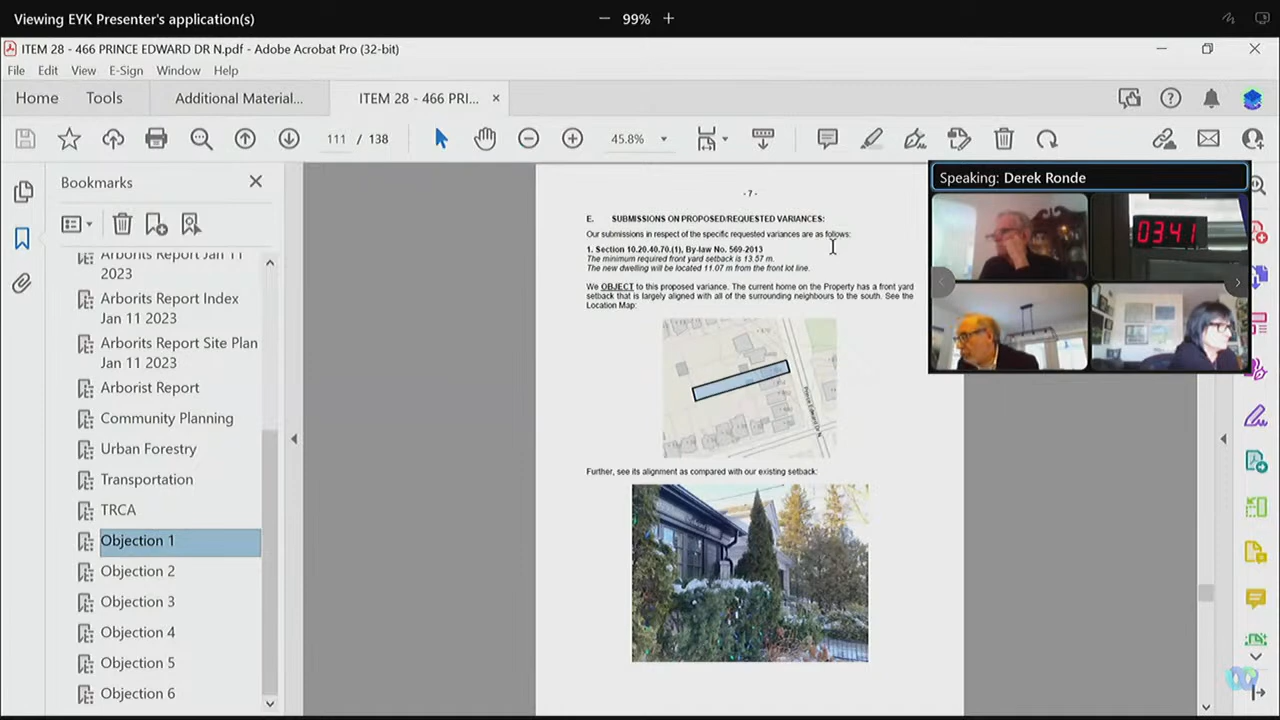 Viewing EYK Presenter's application(s)
99%
ITEM 28 - 466 PRINCE EDWARD DR N.pdf - Adobe Acrobat Pro (32-bit)
File Edit View E-Sign Window Help
Home Tools Additional Material... ITEM 28 - 466 PRI...
111 / 138 45.8%
Bookmarks
Arborits Report Jan 11
2023
Arborits Report Index
Jan 11 2023
Arborits Report Site Plan
Jan 11 2023
Arborist Report
Community Planning
Urban Forestry
Transportation
TRCA
Objection 1
Objection 2
Objection 3
Objection 4
Objection 5
Objection 6
- 7 -
E. SUBMISSIONS ON PROPOSED/REQUESTED VARIANCES:
Our submissions in respect of the specific requested variances are as follows:
1. Section 10.20.40.70.(1), By-law No. 569-2013
The minimum required front yard setback is 13.57 m.
The new dwelling will be located 11.07 m from the front lot line.
We OBJECT to this proposed variance. The current home on the Property has a front yard
setback that is largely aligned with all of the surrounding neighbours to the south. See the
Location Map:
Prince Edward Dr N
Further, see its alignment as compared with our existing setback:
Speaking: Derek Ronde
03:41